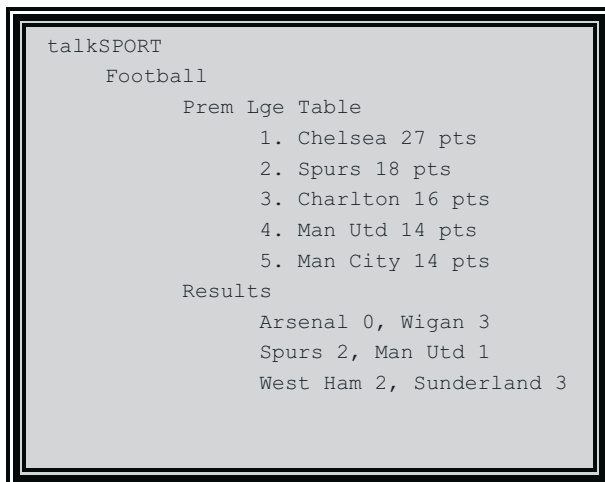 talkSPORT
Football
Prem Lge Table
1. Chelsea 27 pts
2. Spurs 18 pts
3. Charlton 16 pts
4. Man Utd 14 pts
5. Man City 14 pts
Results
Arsenal 0, Wigan 3
Spurs 2, Man Utd 1
West Ham 2, Sunderland 3